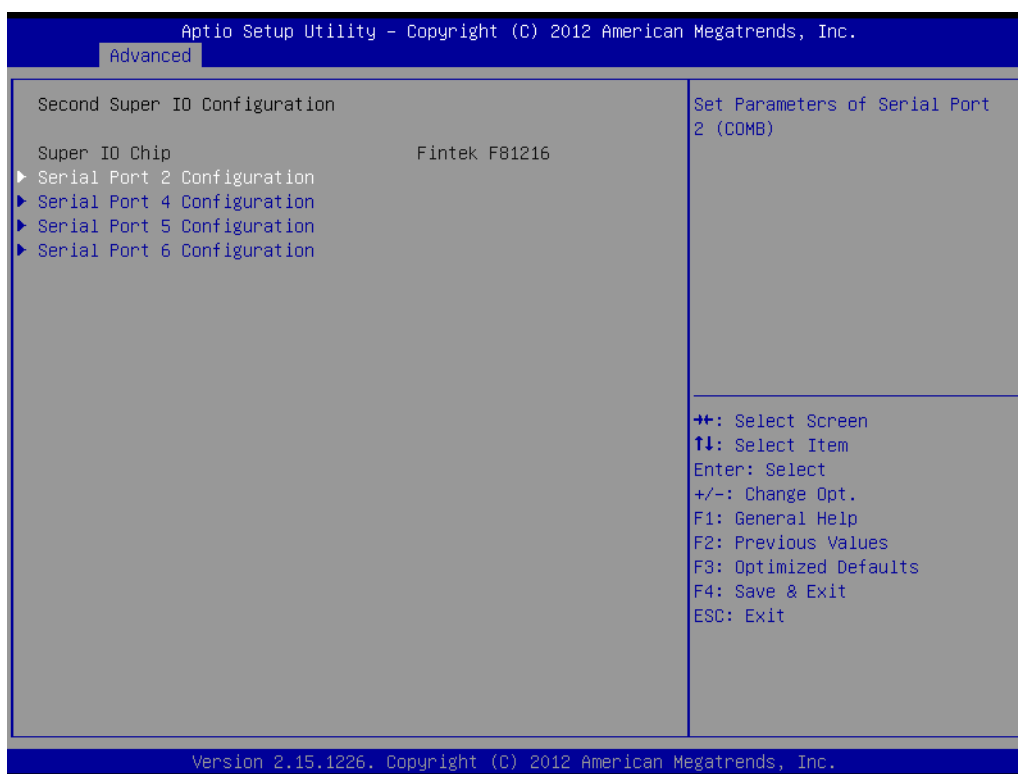 Aptio Setup Utility – Copyright (C) 2012 American Megatrends, Inc.
Advanced
Second Super IO Configuration
Super IO Chip Fintek F81216
▶ Serial Port 2 Configuration
▶ Serial Port 4 Configuration
▶ Serial Port 5 Configuration
▶ Serial Port 6 Configuration
Set Parameters of Serial Port
2 (COMB)
→←: Select Screen
↑↓: Select Item
Enter: Select
+/-: Change Opt.
F1: General Help
F2: Previous Values
F3: Optimized Defaults
F4: Save & Exit
ESC: Exit
Version 2.15.1226. Copyright (C) 2012 American Megatrends, Inc.